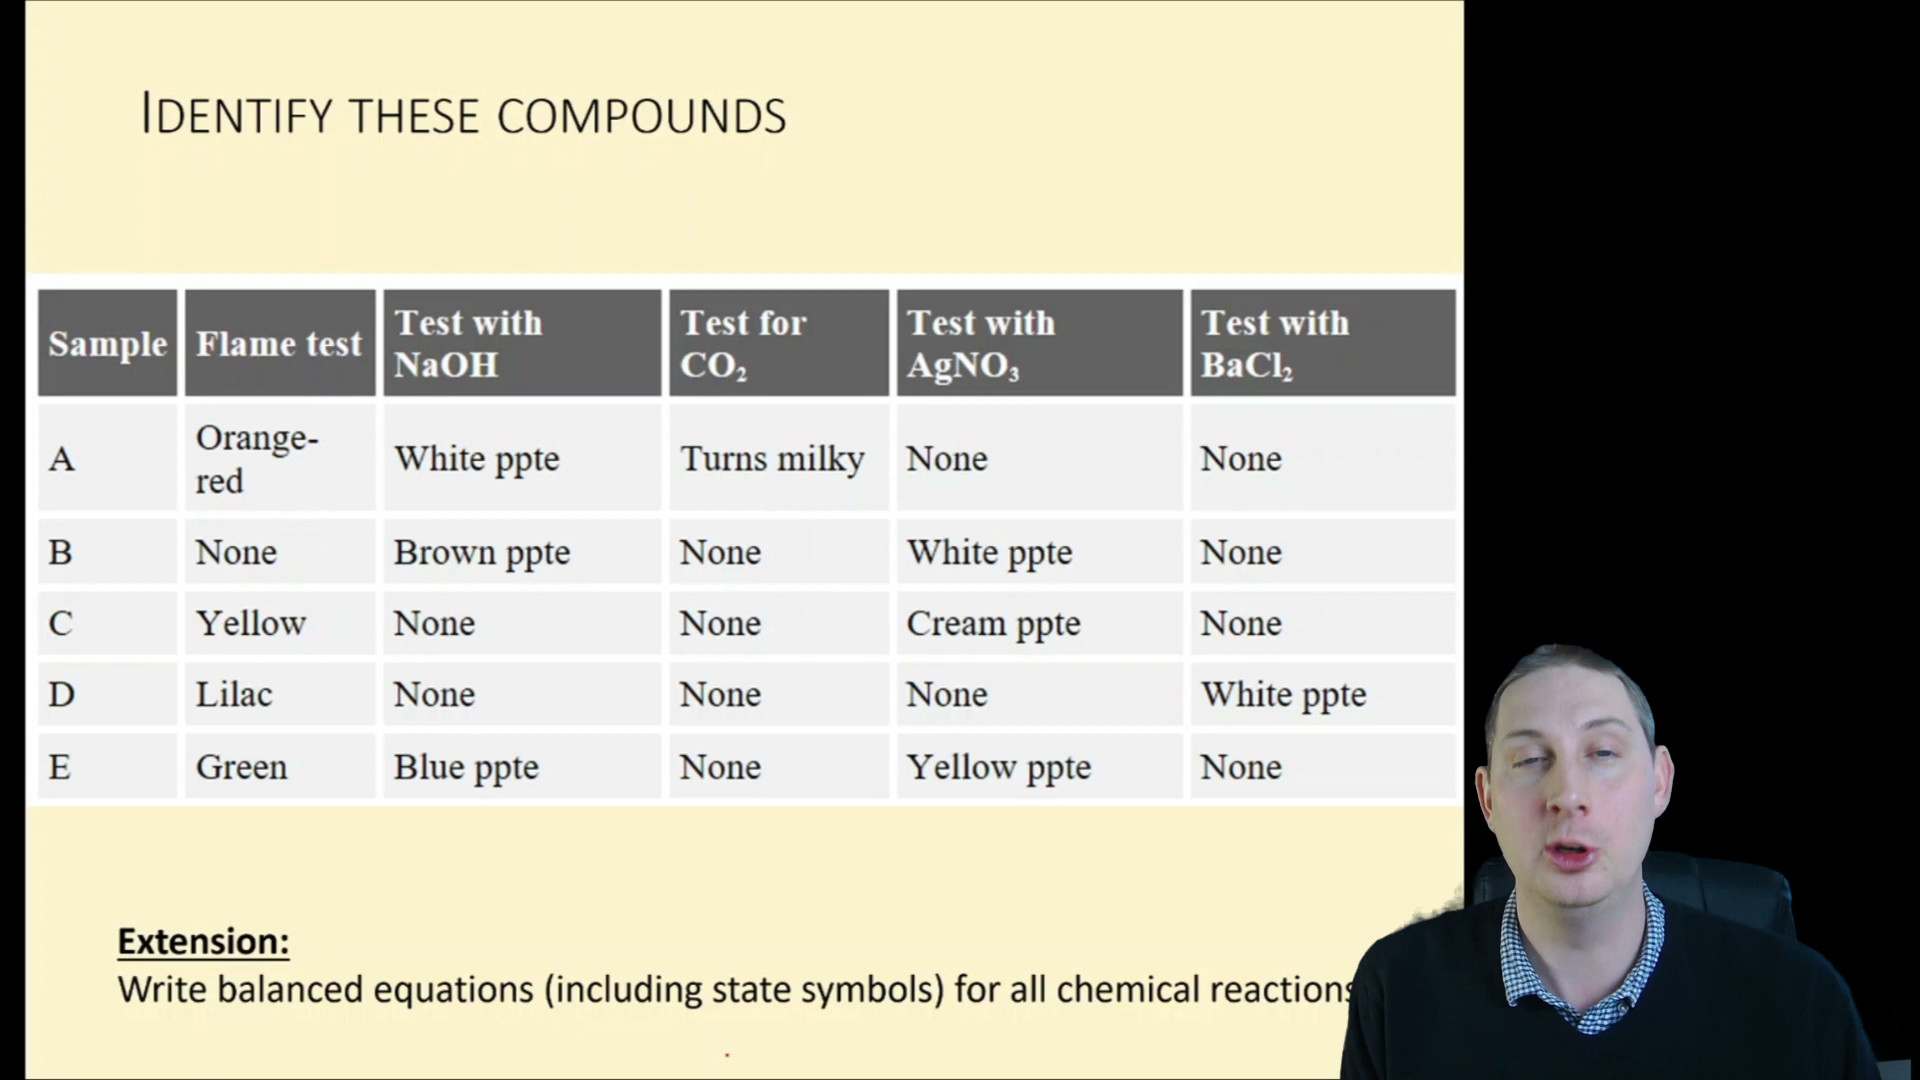 IDENTIFY THESE COMPOUNDS
Sample Flame test Test with NaOH Test for CO₂ Test with AgNO₃ Test with BaCl₂
A Orange-red White ppte Turns milky None None
B None Brown ppte None White ppte None
C Yellow None None Cream ppte None
D Lilac None None None White ppte
E Green Blue ppte None Yellow ppte None
Extension:
Write balanced equations (including state symbols) for all chemical reactions